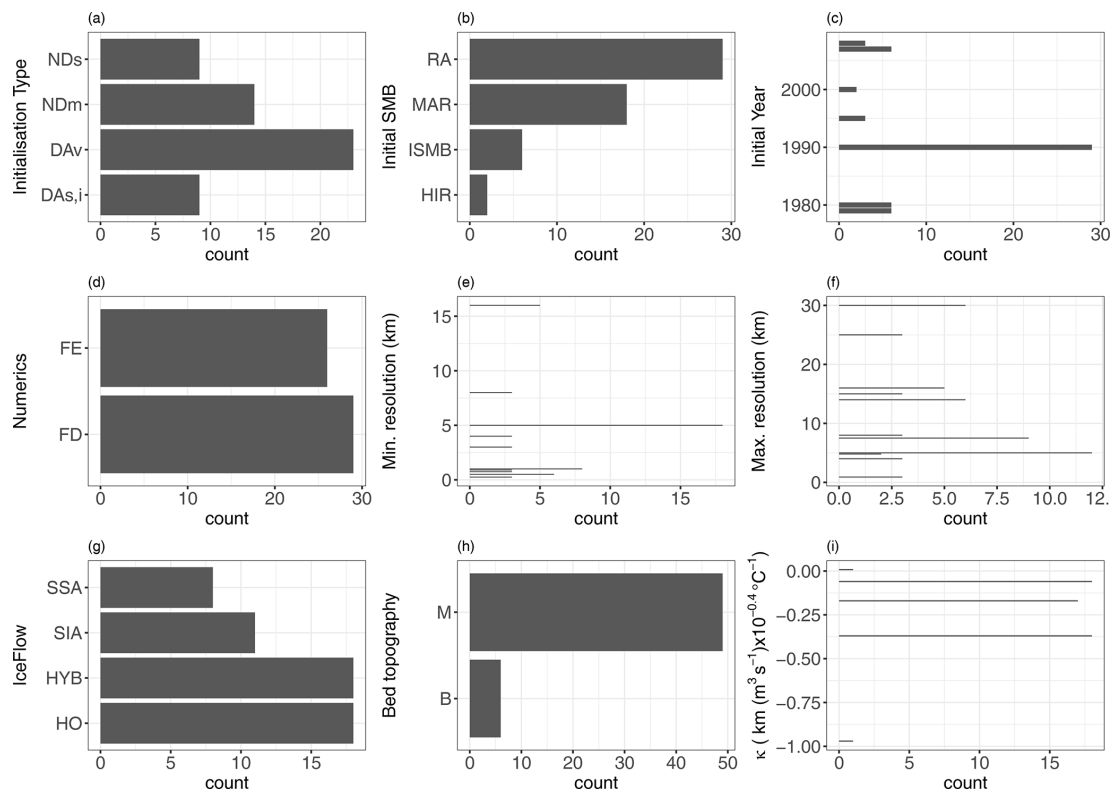 (a)
Initialisation Type
NDs
NDm
DAv
DAs,i
0 5 10 15 20
count
(b)
Initial SMB
RA
MAR
ISMB
HIR
0 10 20 30
count
(c)
Initial Year
2000
1990
1980
0 10 20 30
count
(d)
Numerics
FE
FD
0 10 20 30
count
(e)
Min. resolution (km)
15
10
5
0
0 5 10 15
count
(f)
Max. resolution (km)
30
20
10
0
0.0 2.5 5.0 7.5 10.0 12.
count
(g)
IceFlow
SSA
SIA
HYB
HO
0 5 10 15
count
(h)
Bed topography
M
B
0 10 20 30 40 50
count
(i)
κ ( km (m³ s⁻¹)x10⁻⁰·⁴ °C⁻¹)
0.00
−0.25
−0.50
−0.75
−1.00
0 5 10 15
count